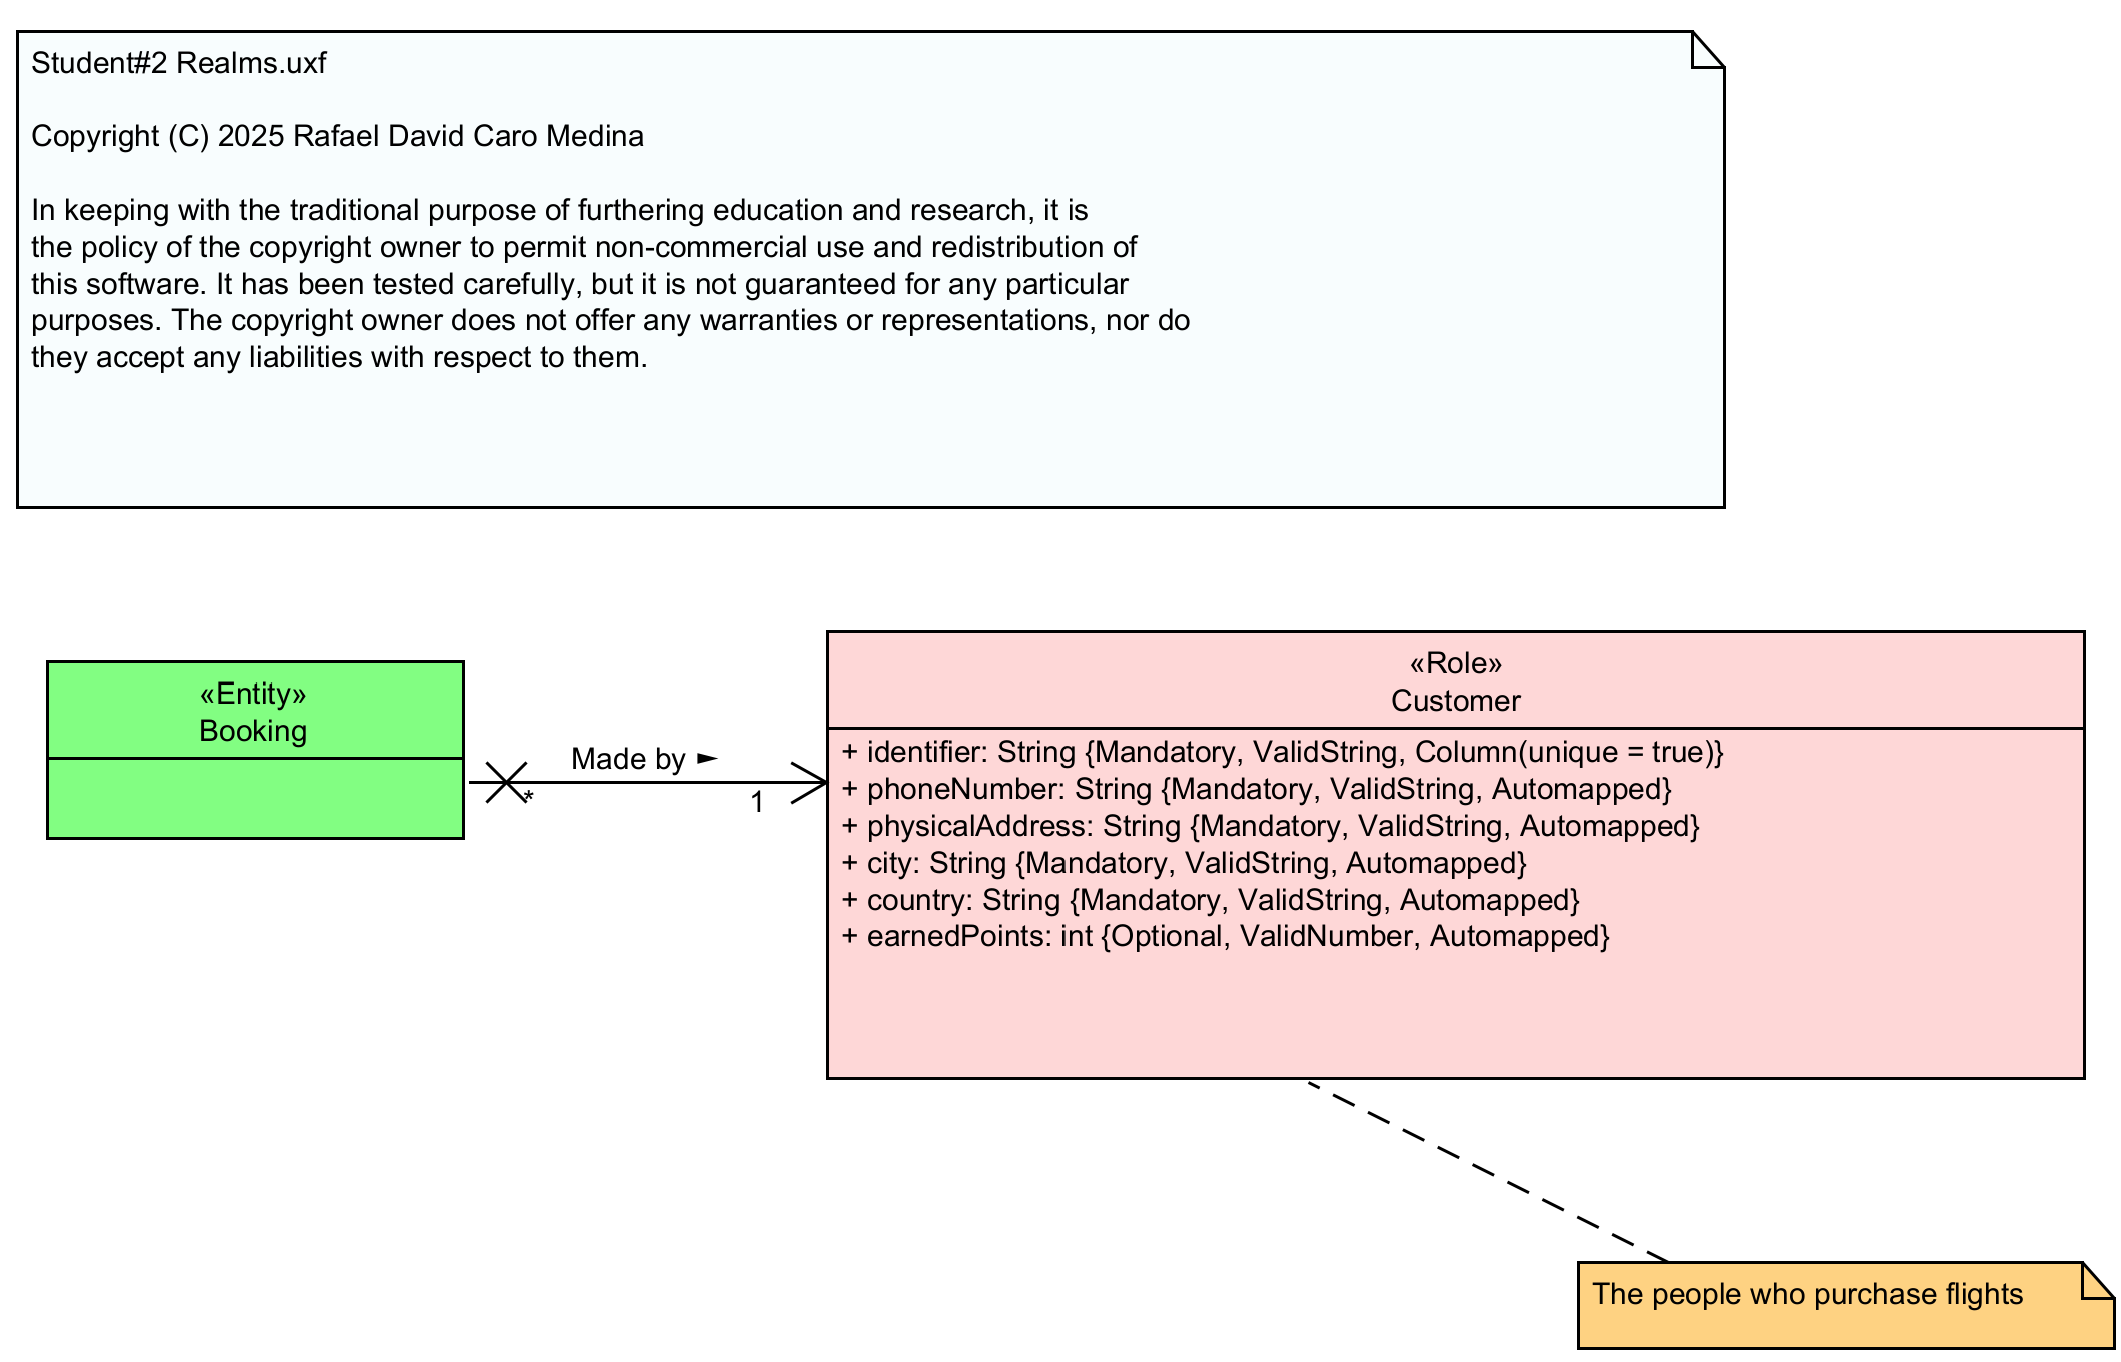 Student#2 Realms.uxf
Copyright (C) 2025 Rafael David Caro Medina
In keeping with the traditional purpose of furthering education and research, it is
the policy of the copyright owner to permit non-commercial use and redistribution of
this software. It has been tested carefully, but it is not guaranteed for any particular
purposes. The copyright owner does not offer any warranties or representations, nor do
they accept any liabilities with respect to them.
«Entity»
Booking
Made by ►
*
1
«Role»
Customer
+ identifier: String {Mandatory, ValidString, Column(unique = true)}
+ phoneNumber: String {Mandatory, ValidString, Automapped}
+ physicalAddress: String {Mandatory, ValidString, Automapped}
+ city: String {Mandatory, ValidString, Automapped}
+ country: String {Mandatory, ValidString, Automapped}
+ earnedPoints: int {Optional, ValidNumber, Automapped}
The people who purchase flights